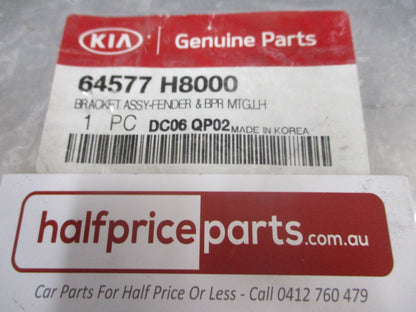 KIA Genuine Parts
64577 H8000
BRACKET ASSY-FENDER & BPR MTG,LH
1 PC DC06 QP02 MADE IN KOREA
halfpriceparts.com.au
Car Parts For Half Price Or Less - Call 0412 760 479